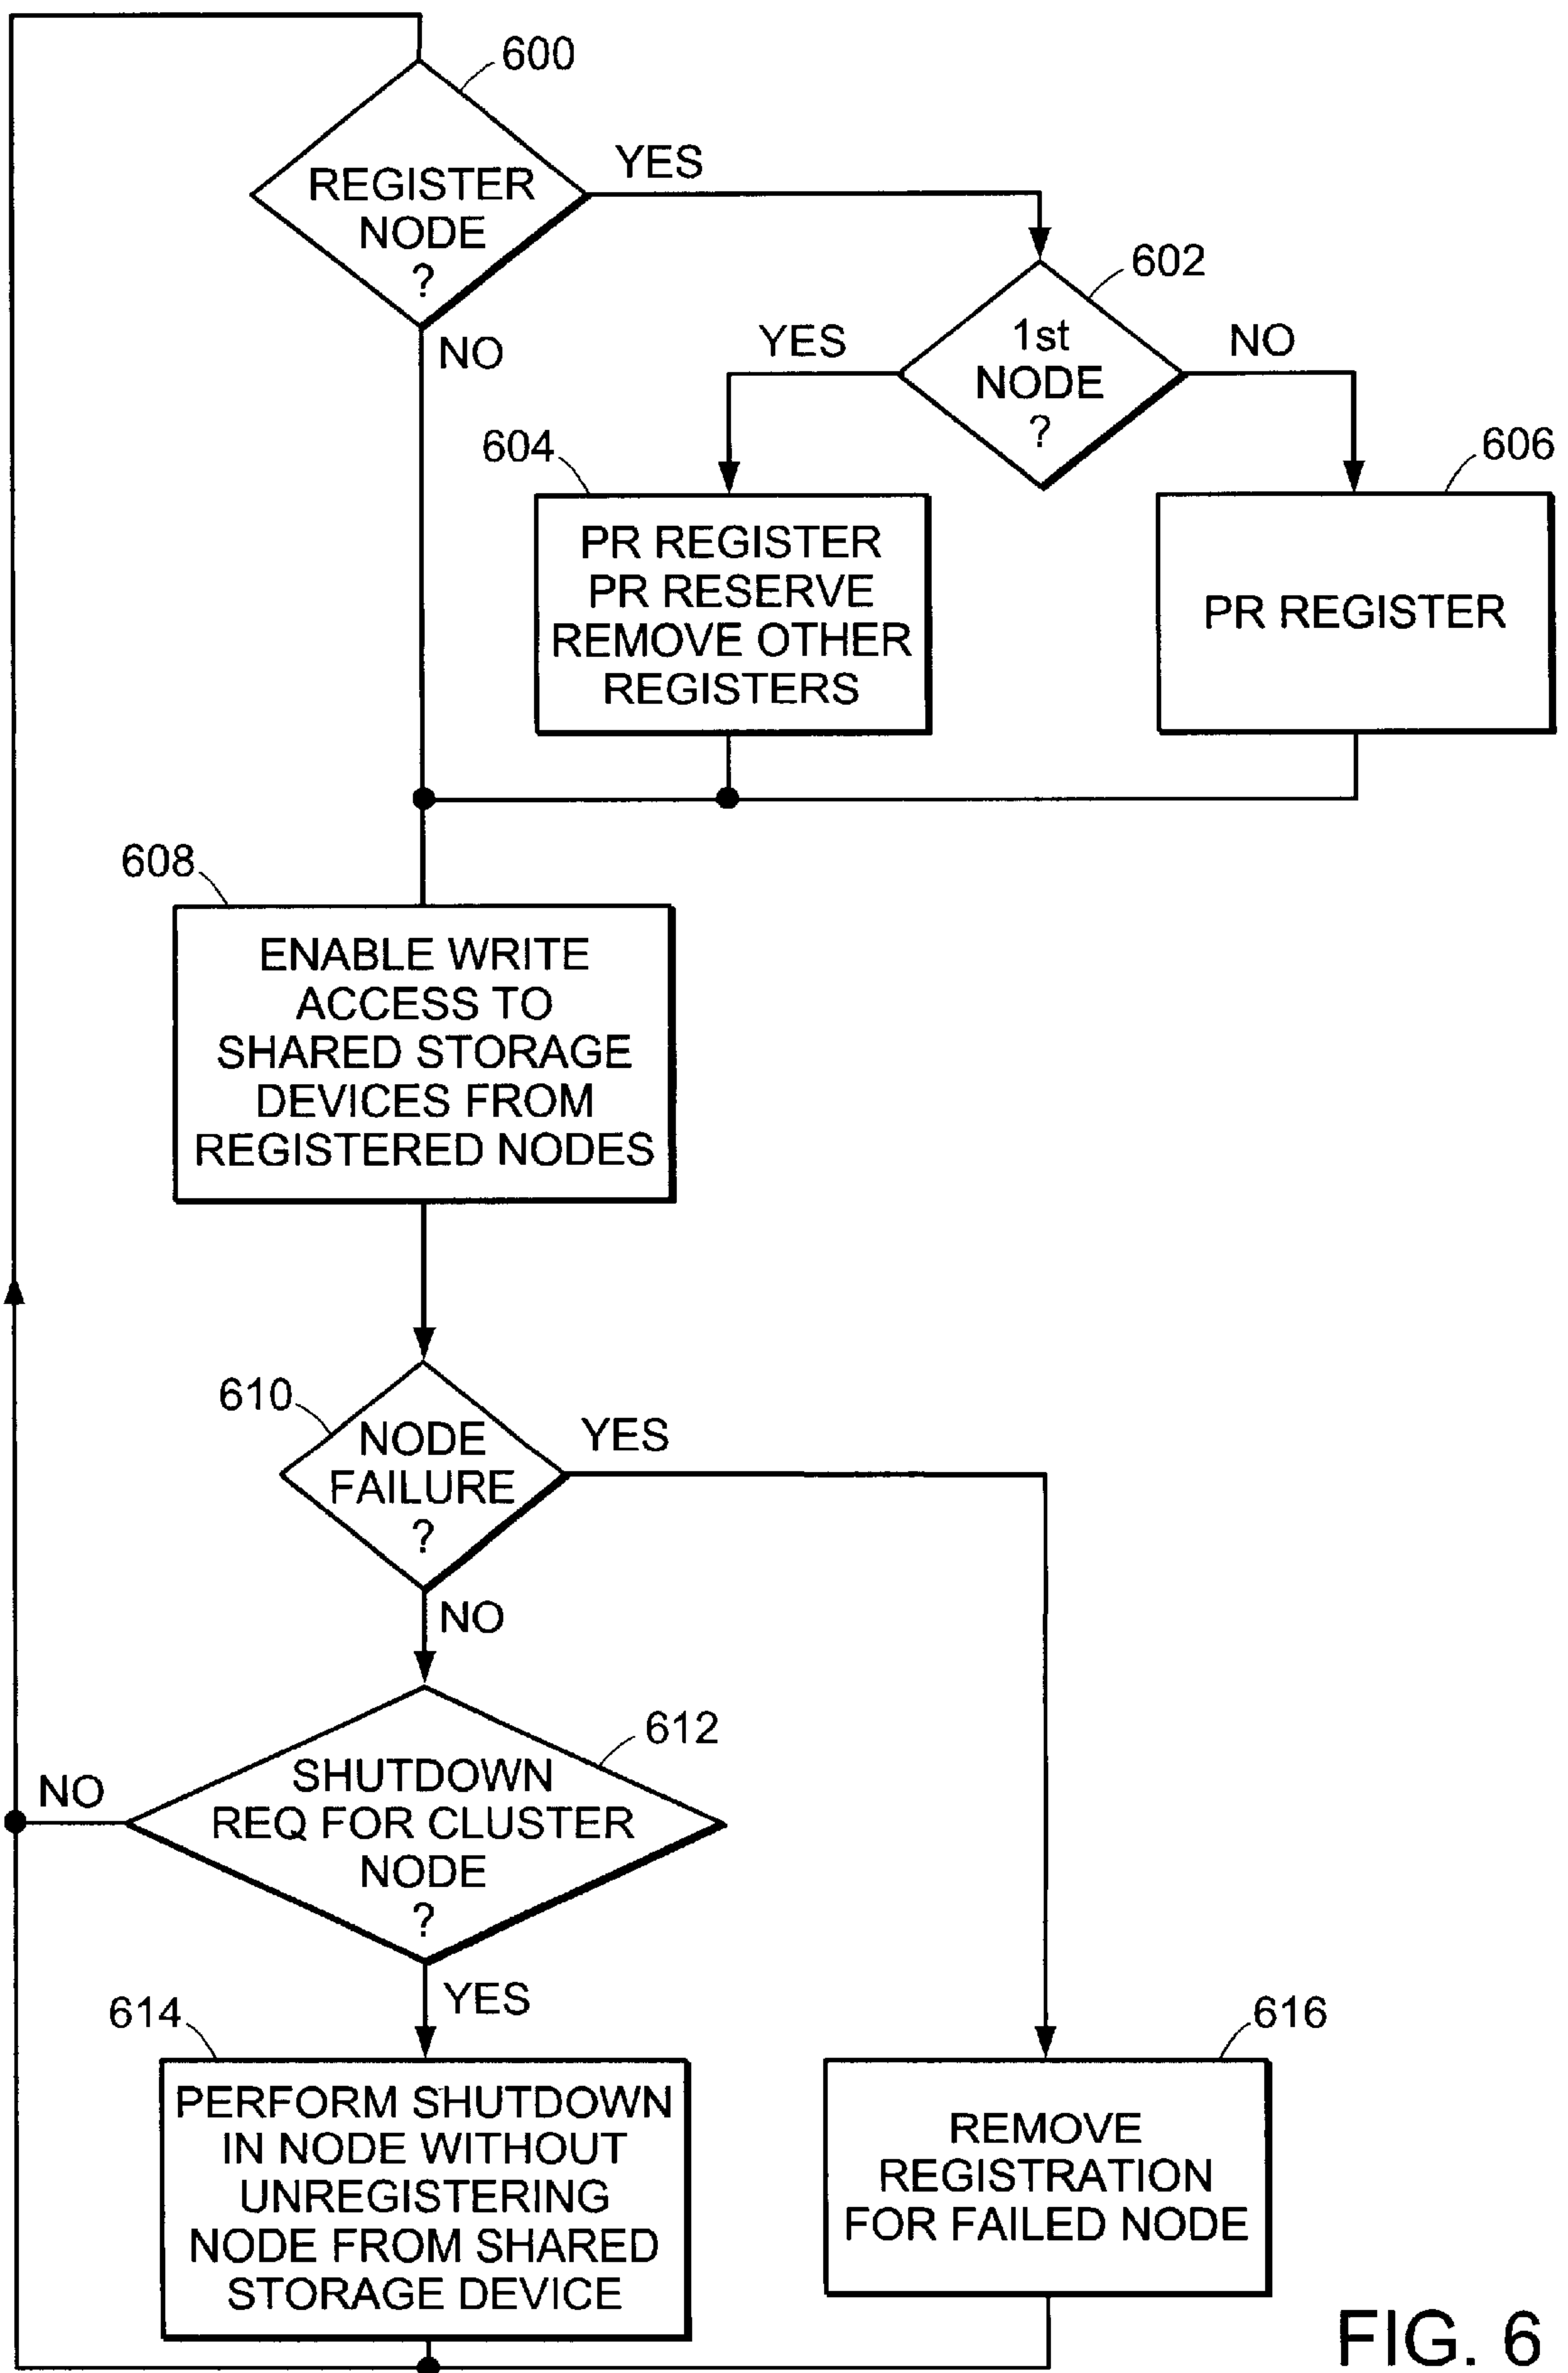 600
REGISTER
NODE
?
YES
NO
602
1st
NODE
?
YES
NO
604
PR REGISTER
PR RESERVE
REMOVE OTHER
REGISTERS
606
PR REGISTER
608
ENABLE WRITE
ACCESS TO
SHARED STORAGE
DEVICES FROM
REGISTERED NODES
610
NODE
FAILURE
?
YES
NO
612
SHUTDOWN
REQ FOR CLUSTER
NODE
?
NO
YES
614
PERFORM SHUTDOWN
IN NODE WITHOUT
UNREGISTERING
NODE FROM SHARED
STORAGE DEVICE
616
REMOVE
REGISTRATION
FOR FAILED NODE
FIG. 6